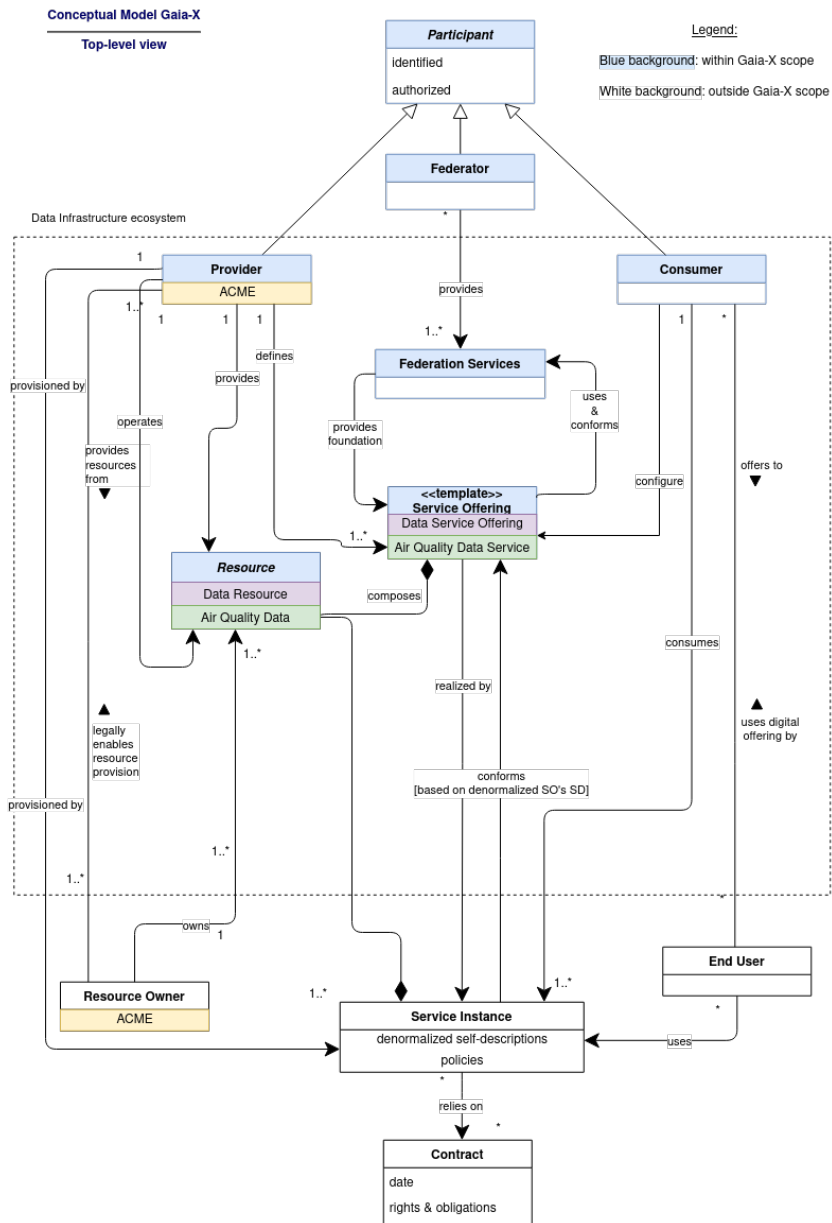 Conceptual Model Gaia-X
Top-level view
Legend:
Blue background: within Gaia-X scope
White background: outside Gaia-X scope
Participant
identified
authorized
Federator
*
Data Infrastructure ecosystem
1
Provider
ACME
Consumer
1..*
1
1
1
provides
1
*
1..*
defines
provisioned by
provides
Federation Services
operates
provides
foundation
uses
&
conforms
provides
resources
from
offers to
configure
<<template>>
Service Offering
Data Service Offering
Air Quality Data Service
1..*
Resource
Data Resource
Air Quality Data
composes
1..*
consumes
realized by
legally
enables
resource
provision
uses digital
offering by
conforms
[based on denormalized SO's SD]
provisioned by
1..*
1..*
*
owns
1
End User
Resource Owner
ACME
1..*
1..*
Service Instance
denormalized self-descriptions
policies
*
uses
*
relies on
*
Contract
date
rights & obligations